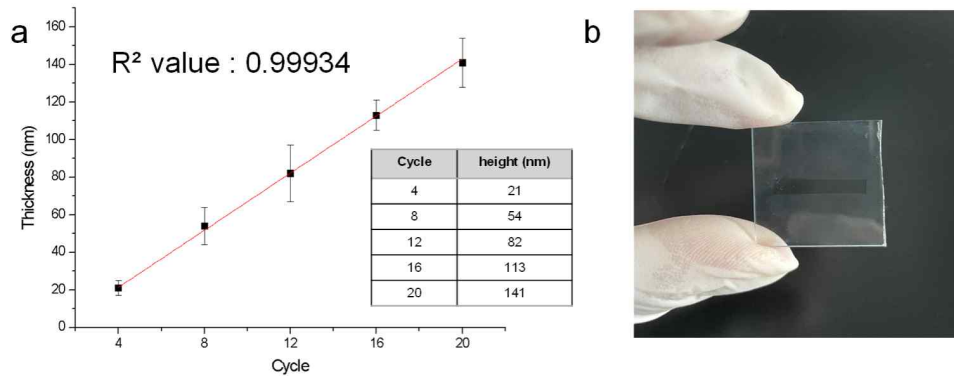 a
R² value : 0.99934
Thickness (nm)
160
140
120
100
80
60
40
20
0
4 8 12 16 20
Cycle
Cycle height (nm)
4 21
8 54
12 82
16 113
20 141
b